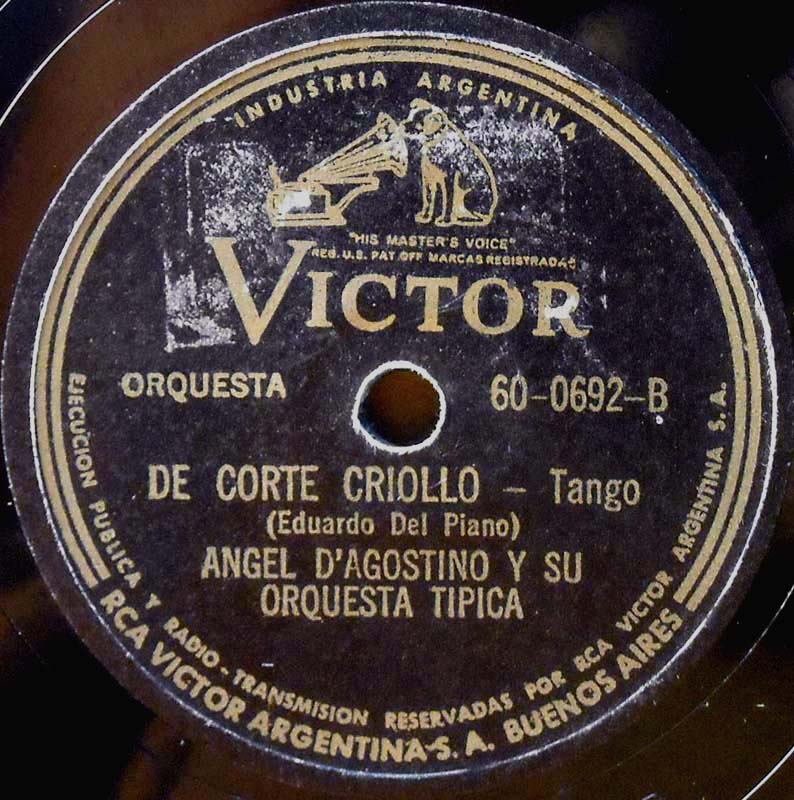 INDUSTRIA ARGENTINA
"HIS MASTER'S VOICE"
REG. U.S. PAT OFF MARCAS REGISTRADAS
VICTOR
ORQUESTA
60-0692-B
DE CORTE CRIOLLO - Tango
(Eduardo Del Piano)
ANGEL D'AGOSTINO Y SU
ORQUESTA TIPICA
EJECUCION PUBLICA Y RADIO-TRANSMISION RESERVADAS POR RCA VICTOR ARGENTINA S. A.
RCA VICTOR ARGENTINA S. A. BUENOS AIRES